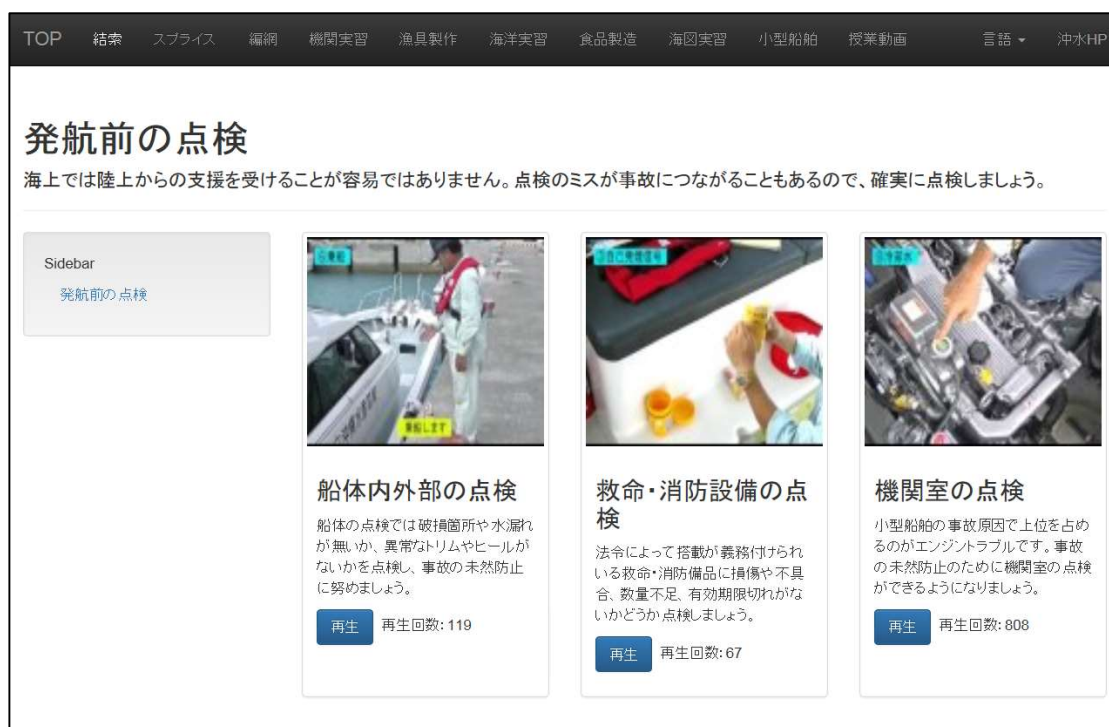 TOP 結索 スプライス 編網 機関実習 漁具製作 海洋実習 食品製造 海図実習 小型船舶 授業動画 言語 沖水HP
発航前の点検
海上では陸上からの支援を受けることが容易ではありません。点検のミスが事故につながることもあるので、確実に点検しましょう。
Sidebar
発航前の点検
①乗船
乗船します
船体内外部の点検
船体の点検では破損箇所や水漏れ
が無いか、異常なトリムやヒールが
ないかを点検し、事故の未然防止
に努めましょう。
再生 再生回数:119
救命・消防設備の点
検
法令によって搭載が義務付けられ
いる救命・消防備品に損傷や不具
合、数量不足、有効期限切れがな
いかどうか点検しましょう。
再生 再生回数:67
機関室の点検
小型船舶の事故原因で上位を占め
るのがエンジントラブルです。事故
の未然防止のために機関室の点検
ができるようになりましょう。
再生 再生回数:808